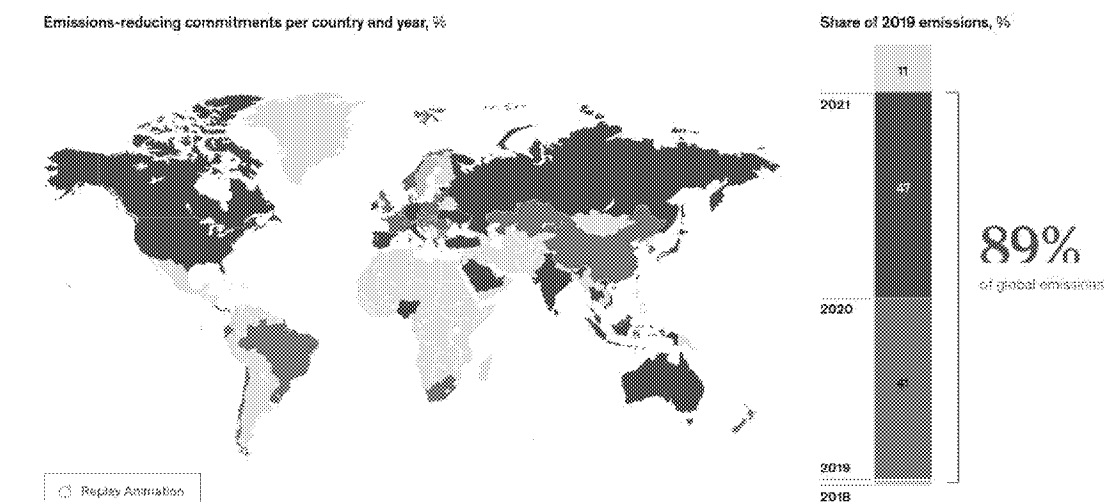 Emissions-reducing commitments per country and year, %
Share of 2019 emissions, %
11
2021
47
89%
of global emissions
2020
41
2019
2018
Replay Animation